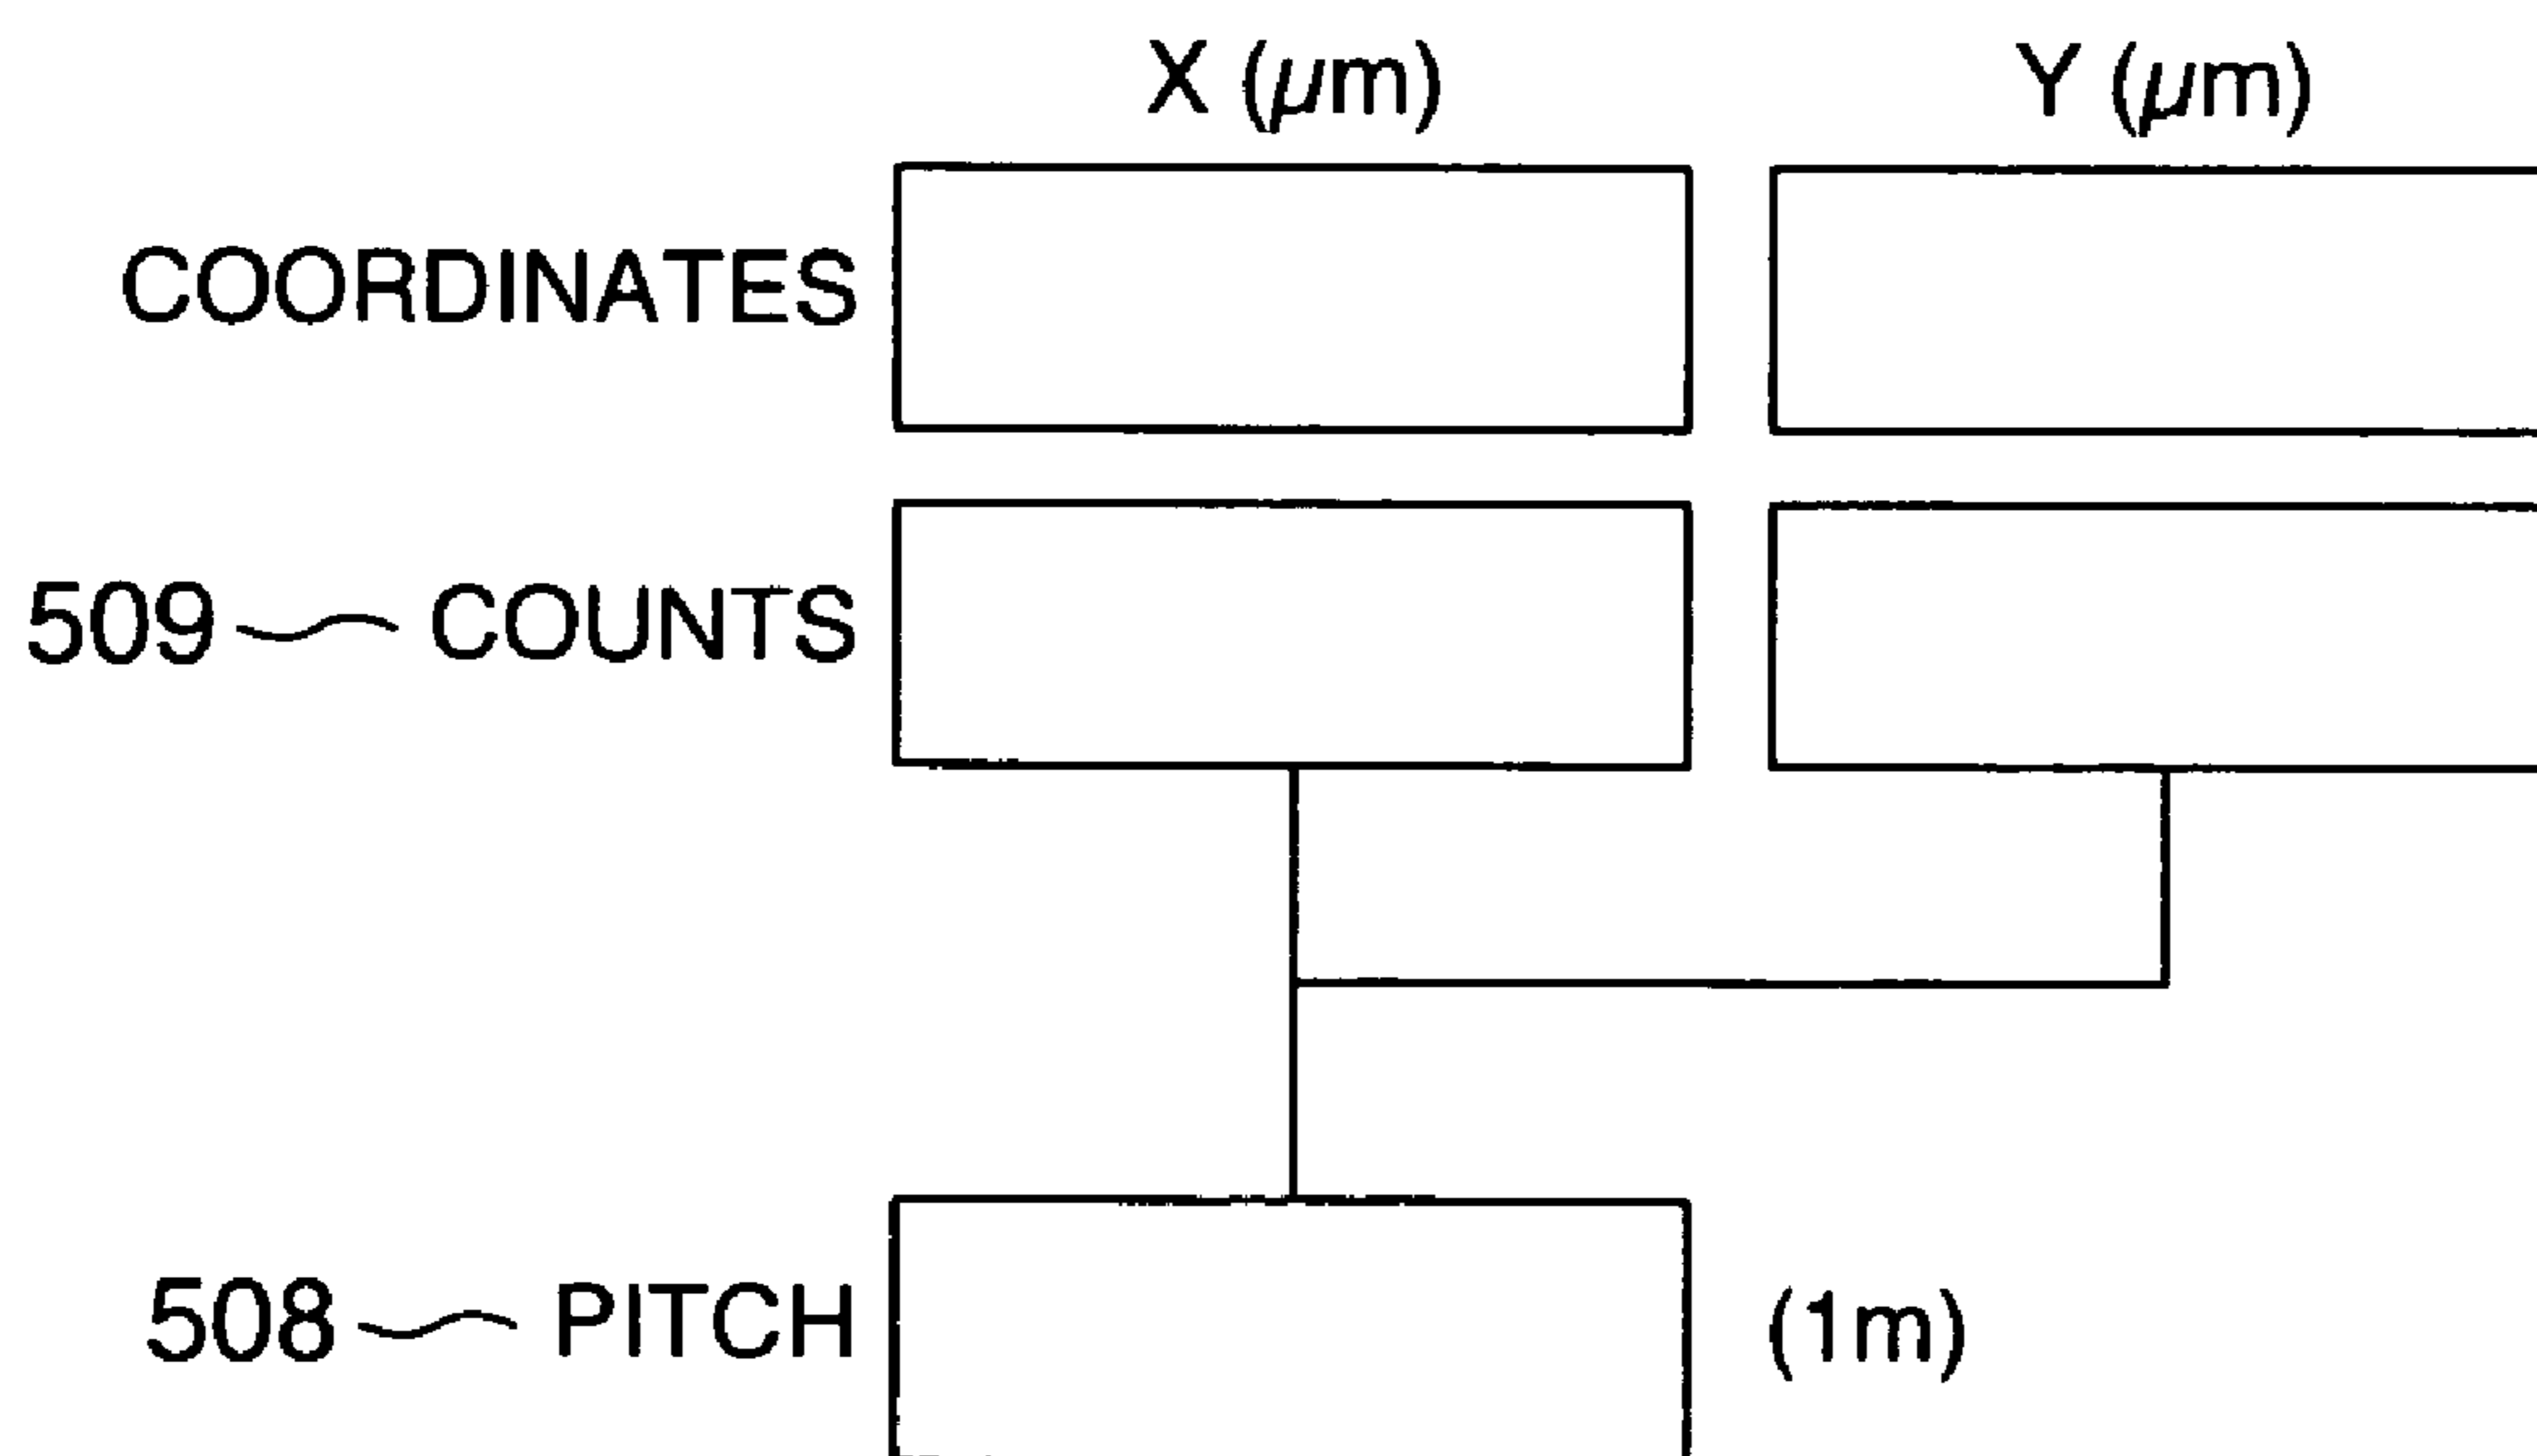 X (μm) Y (μm)
COORDINATES
509 COUNTS
508 PITCH (1m)